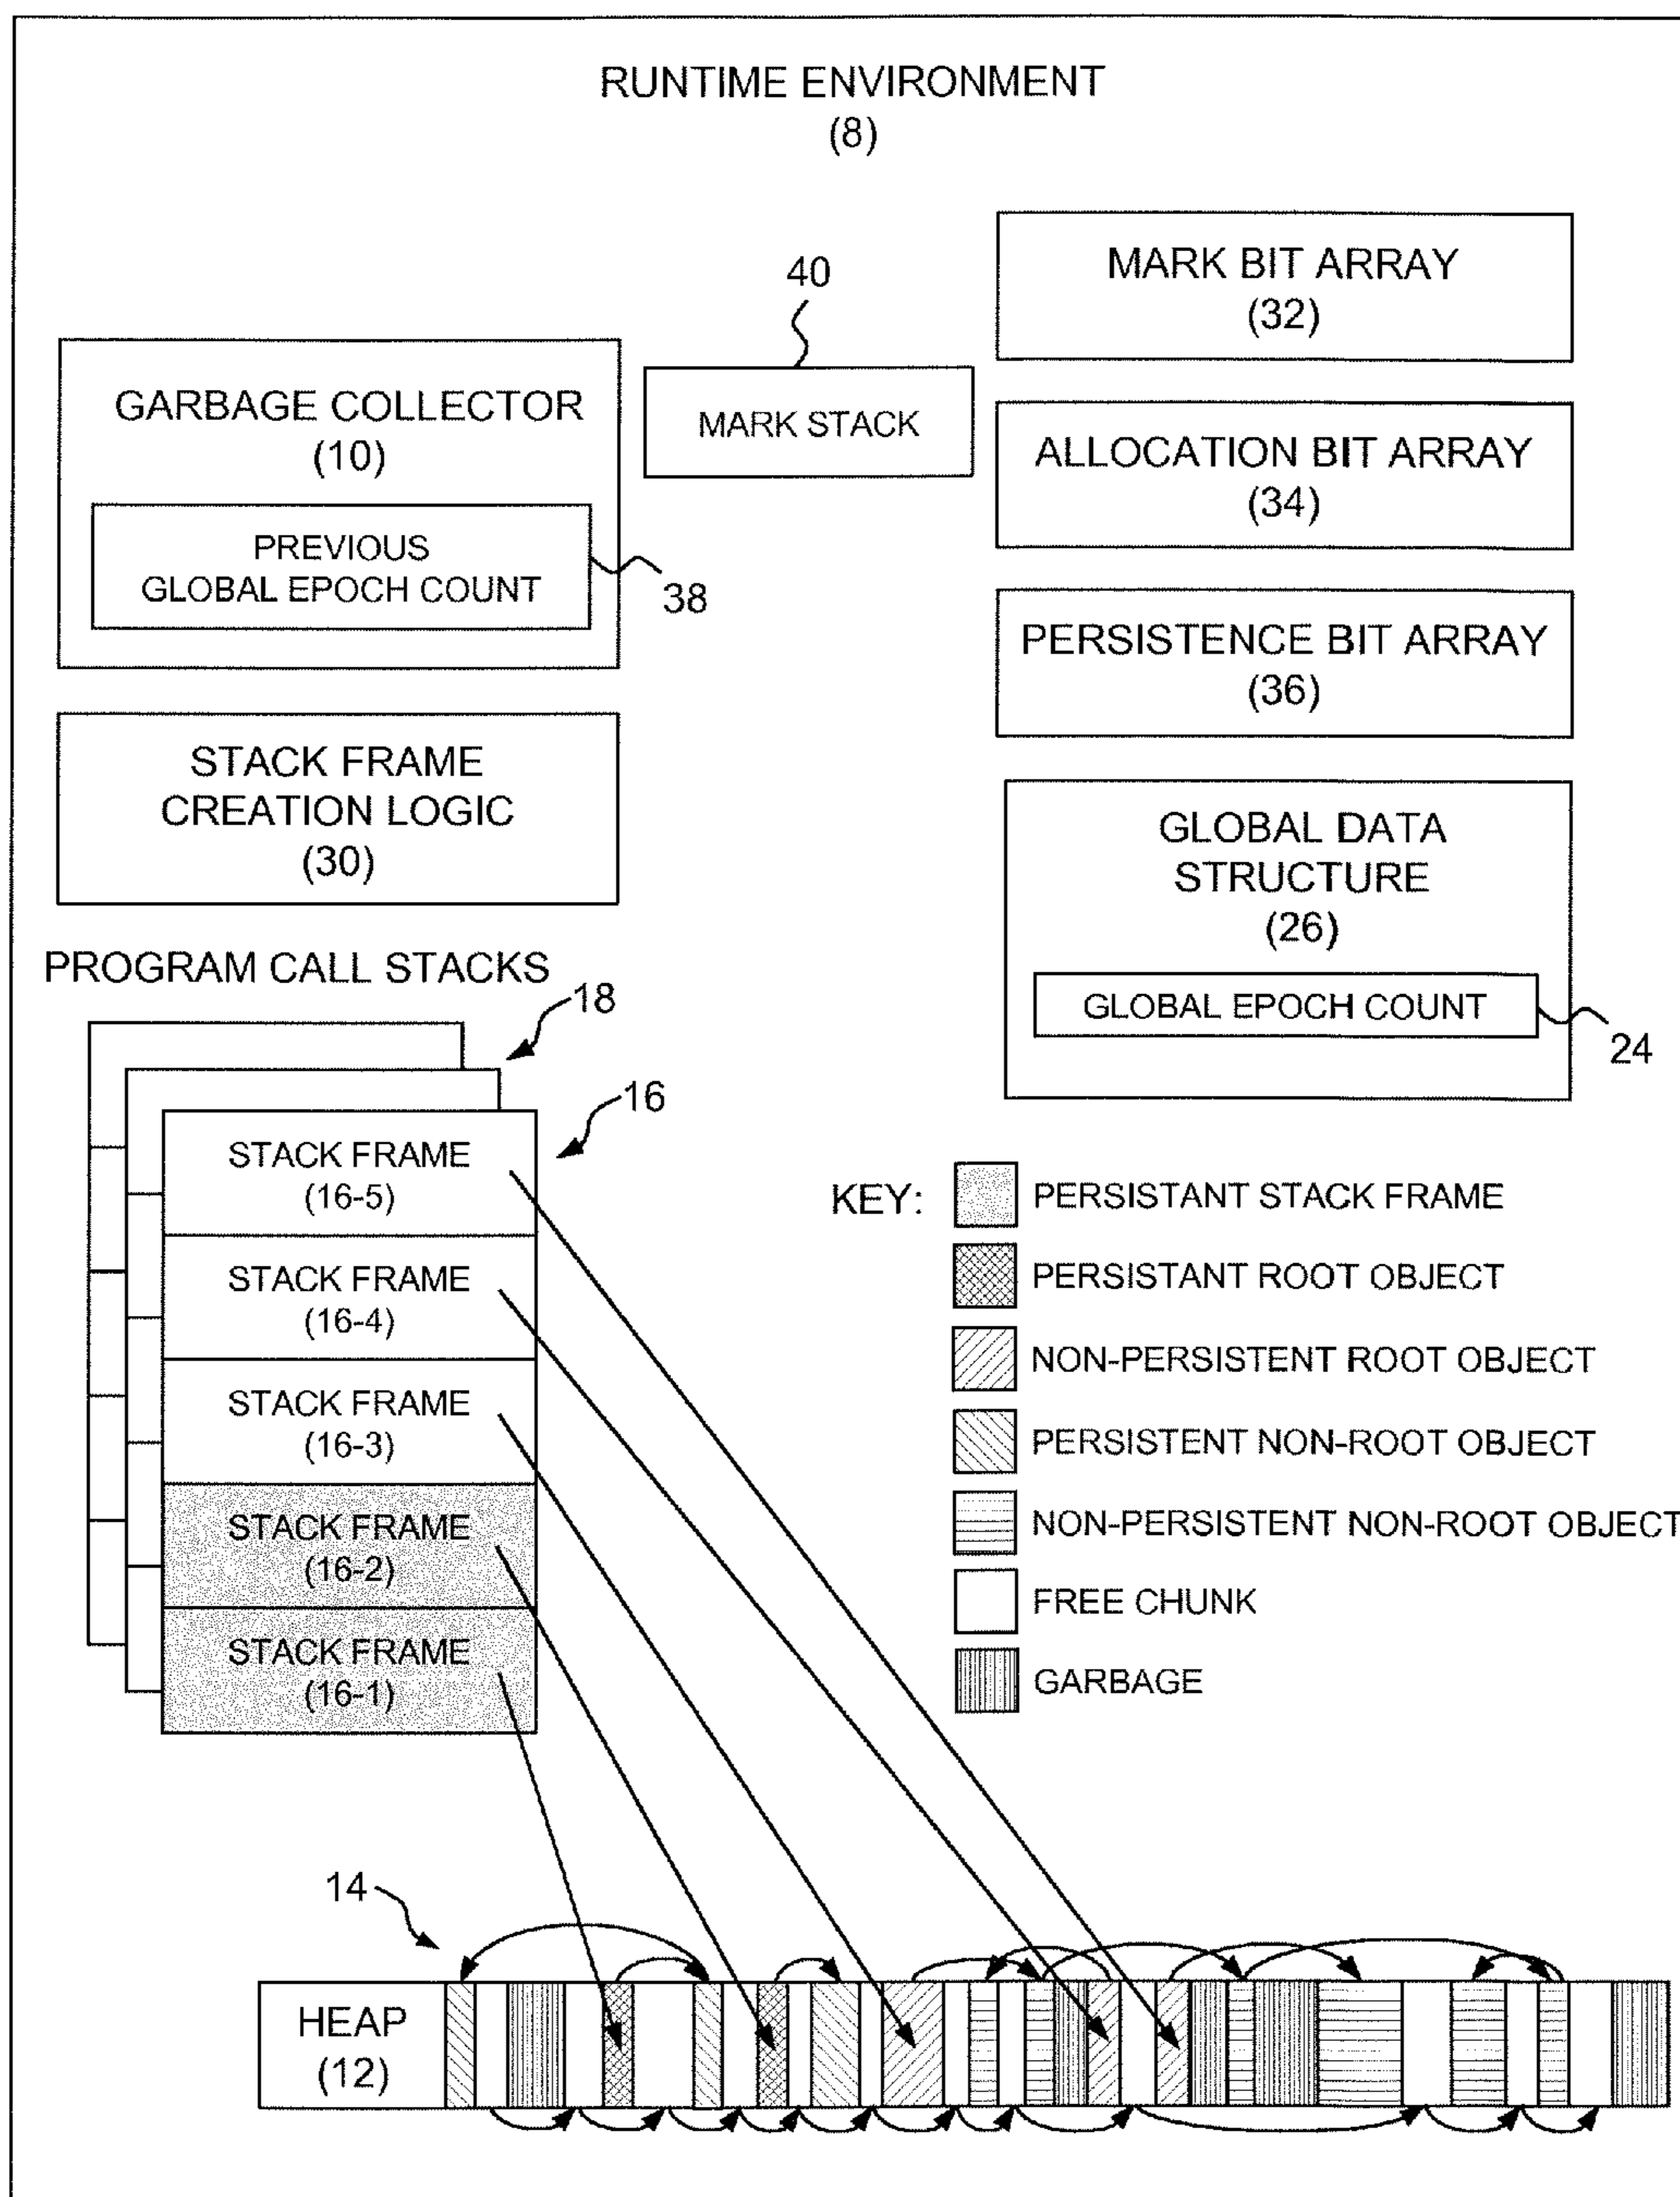 RUNTIME ENVIRONMENT
(8)
MARK BIT ARRAY
(32)
40
MARK STACK
GARBAGE COLLECTOR
(10)
PREVIOUS
GLOBAL EPOCH COUNT
38
ALLOCATION BIT ARRAY
(34)
PERSISTENCE BIT ARRAY
(36)
STACK FRAME
CREATION LOGIC
(30)
GLOBAL DATA
STRUCTURE
(26)
GLOBAL EPOCH COUNT
24
PROGRAM CALL STACKS
18
16
STACK FRAME
(16-5)
STACK FRAME
(16-4)
STACK FRAME
(16-3)
STACK FRAME
(16-2)
STACK FRAME
(16-1)
KEY:
PERSISTANT STACK FRAME
PERSISTANT ROOT OBJECT
NON-PERSISTENT ROOT OBJECT
PERSISTENT NON-ROOT OBJECT
NON-PERSISTENT NON-ROOT OBJECT
FREE CHUNK
GARBAGE
14
HEAP
(12)